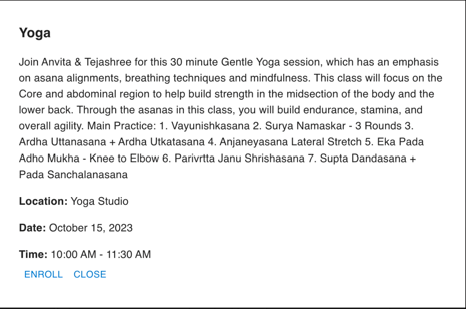 Yoga
Join Anvita & Tejashree for this 30 minute Gentle Yoga session, which has an emphasis
on asana alignments, breathing techniques and mindfulness. This class will focus on the
Core and abdominal region to help build strength in the midsection of the body and the
lower back. Through the asanas in this class, you will build endurance, stamina, and
overall agility. Main Practice: 1. Vayunishkasana 2. Surya Namaskar - 3 Rounds 3.
Ardha Uttanasana + Ardha Utkatasana 4. Anjaneyasana Lateral Stretch 5. Eka Pada
Adho Mukha - Knee to Elbow 6. Parivrtta Janu Shrishasana 7. Supta Dandasana +
Pada Sanchalanasana
Location: Yoga Studio
Date: October 15, 2023
Time: 10:00 AM - 11:30 AM
ENROLL CLOSE